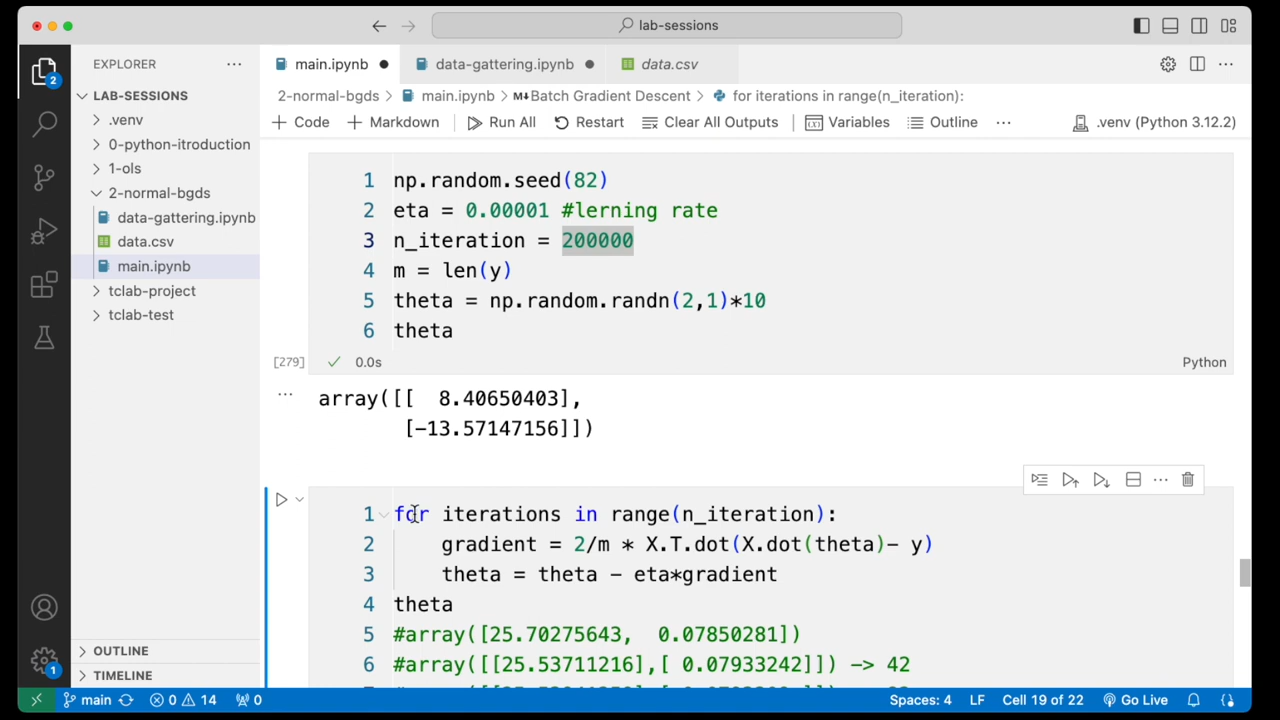 lab-sessions
EXPLORER
main.ipynb
data-gattering.ipynb
data.csv
2-normal-bgds > main.ipynb > Batch Gradient Descent > for iterations in range(n_iteration):
+ Code + Markdown Run All Restart Clear All Outputs Variables Outline ... .venv (Python 3.12.2)
2
LAB-SESSIONS
.venv
0-python-itroduction
1-ols
2-normal-bgds
data-gattering.ipynb
data.csv
main.ipynb
tclab-project
tclab-test
1 np.random.seed(82)
2 eta = 0.00001 #lerning rate
3 n_iteration = 200000
4 m = len(y)
5 theta = np.random.randn(2,1)*10
6 theta
[279] 0.0s Python
array([[ 8.40650403],
[-13.57147156]])
1 for iterations in range(n_iteration):
2 gradient = 2/m * X.T.dot(X.dot(theta)- y)
3 theta = theta - eta*gradient
4 theta
5 #array([25.70275643, 0.07850281])
6 #array([[25.53711216],[ 0.07933242]]) -> 42
OUTLINE
TIMELINE
1
main 0 14 0 Spaces: 4 LF Cell 19 of 22 Go Live